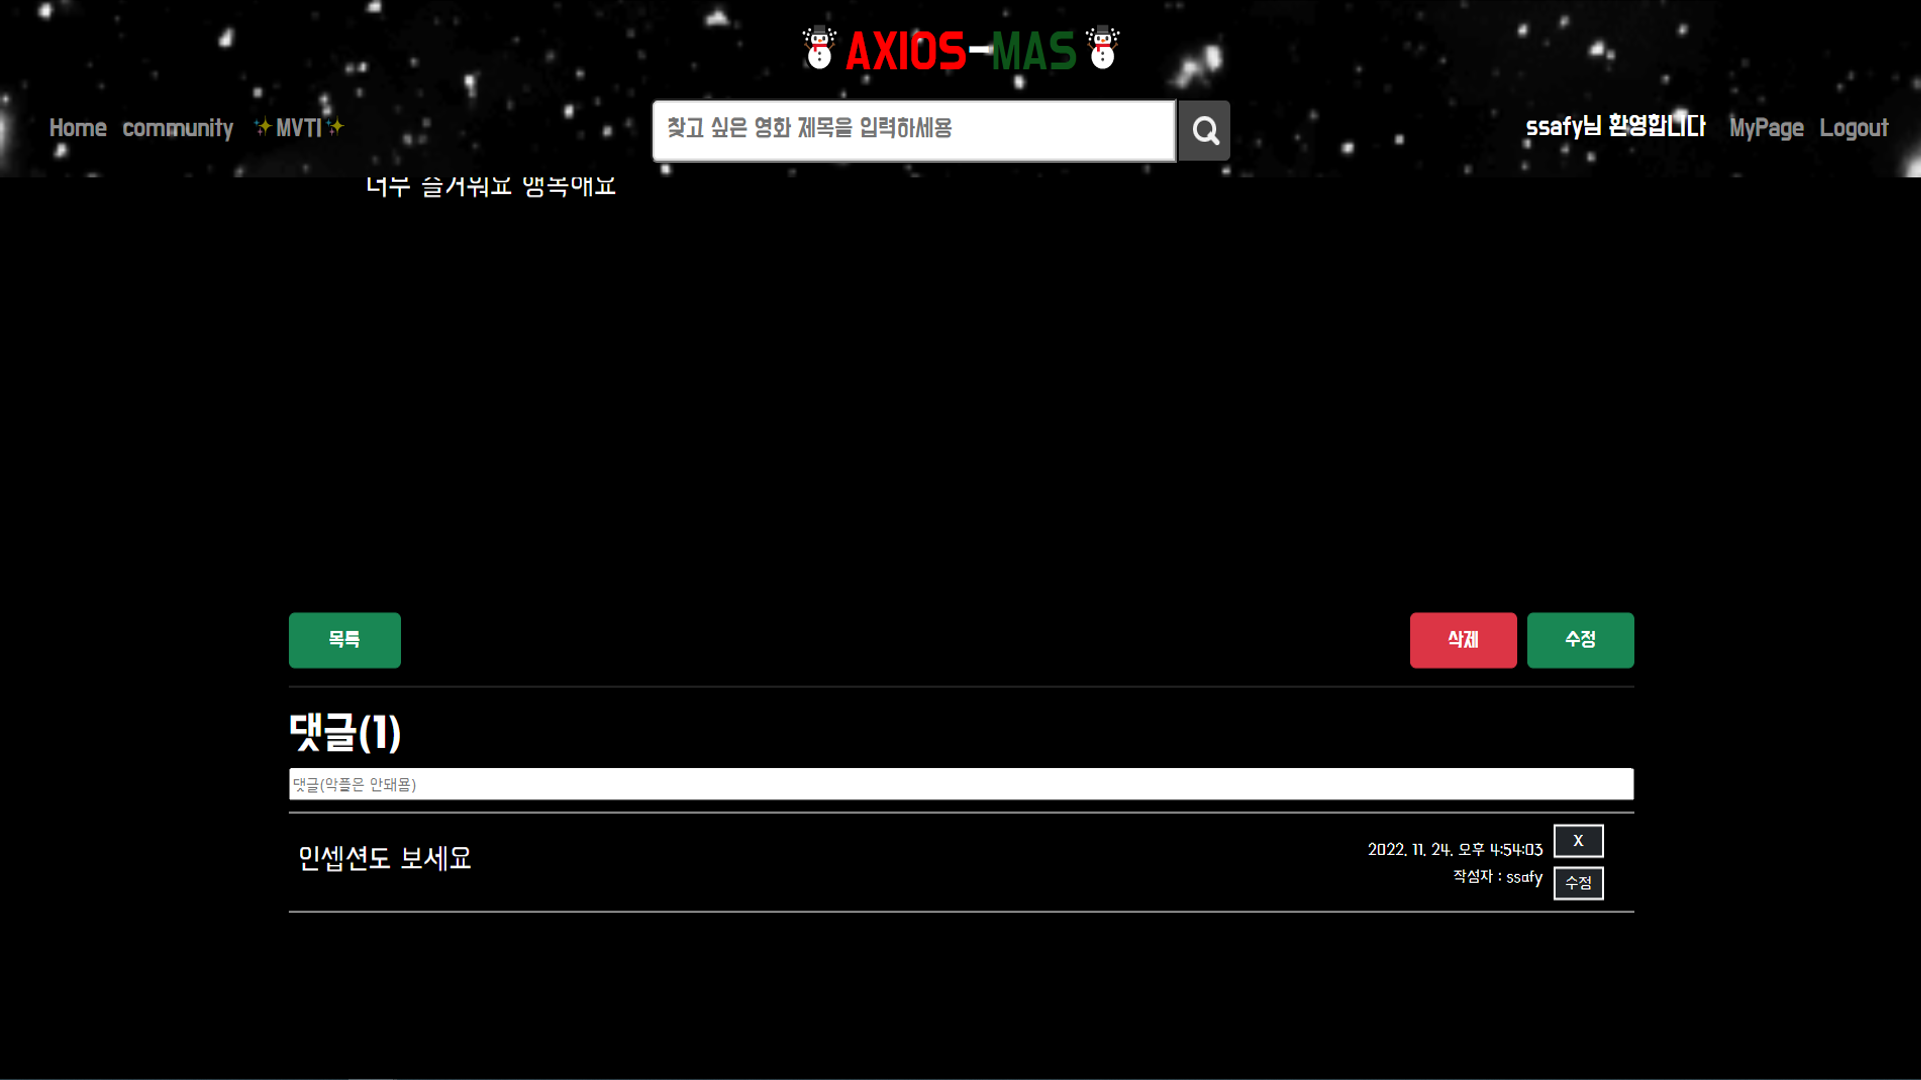 AXIOS-MAS
Home community ✨MVTI✨
찾고 싶은 영화 제목을 입력하세용
ssafy님 환영합니다 MyPage Logout
너무 즐거워요 행복해요
목록
삭제 수정
댓글(1)
댓글(악플은 안돼용)
인셉션도 보세요
2022. 11. 24. 오후 4:54:03
X
작성자 : ssafy
수정